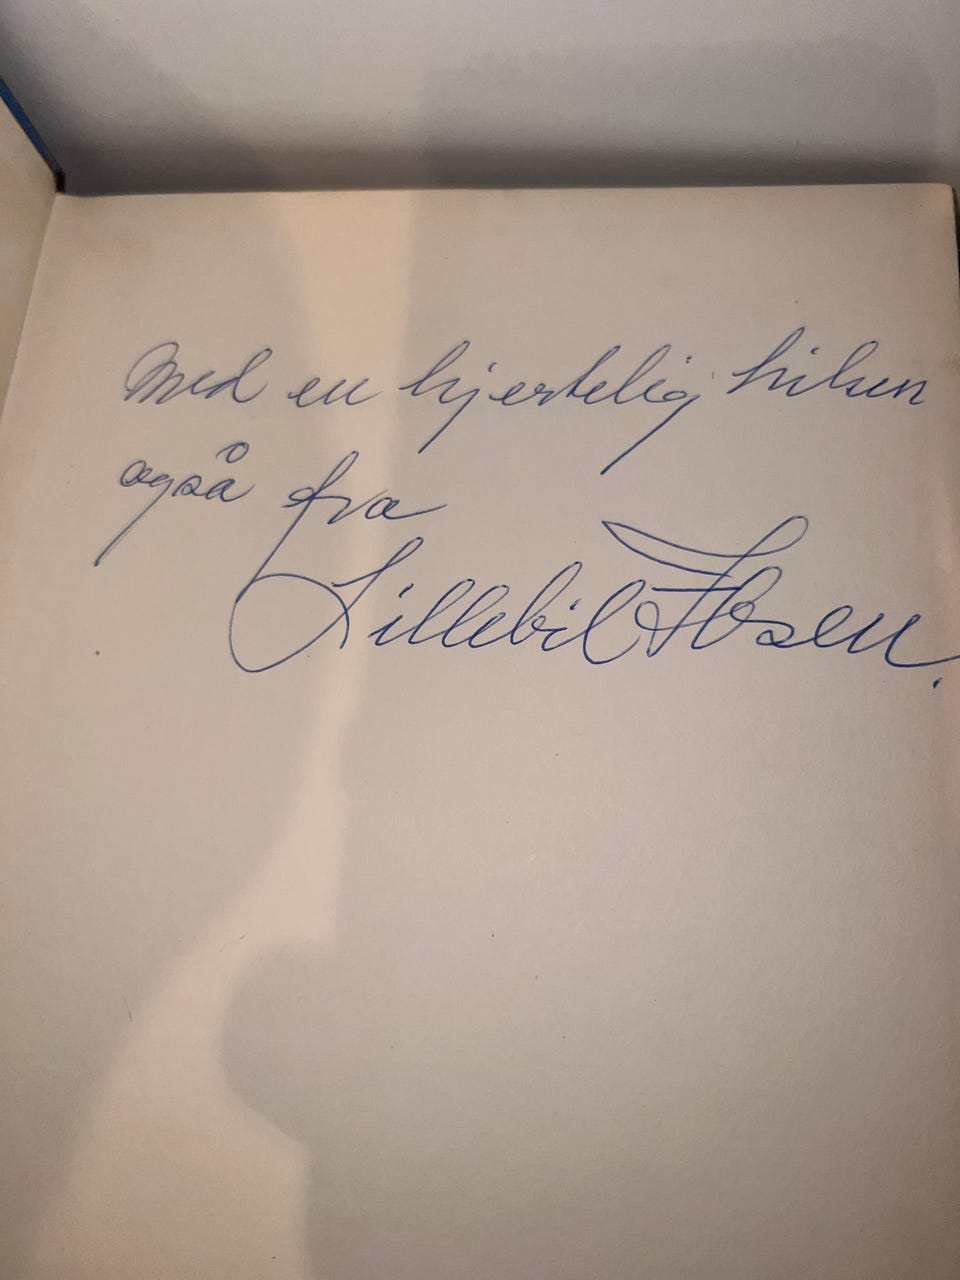 Med en hjertelig hilsen
også fra
Lillebil Ibsen.